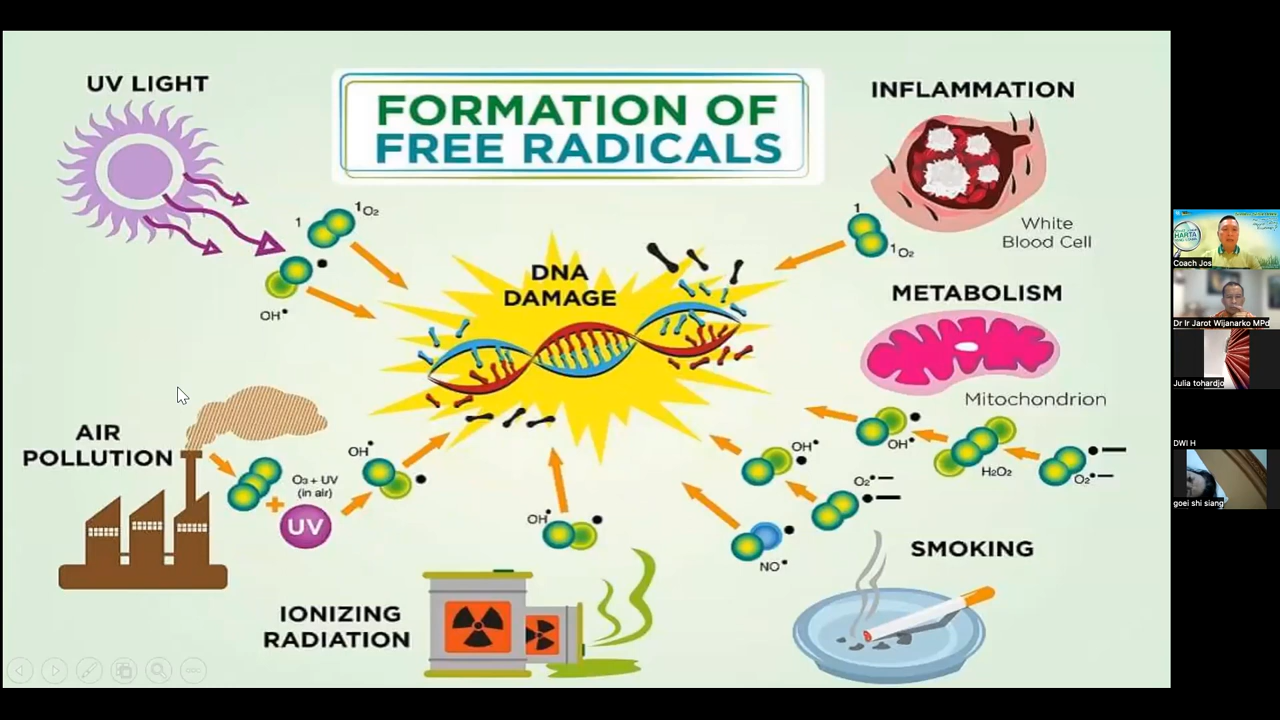 UV LIGHT
FORMATION OF
FREE RADICALS
INFLAMMATION
White
Blood Cell
1
¹O₂
OH•
DNA
DAMAGE
1
¹O₂
METABOLISM
Mitochondrion
OH•
H₂O₂
O₂•−
AIR
POLLUTION
O₃ + UV
(in air)
+
UV
OH•
OH•
OH•
O₂•−
NO•
SMOKING
IONIZING
RADIATION
HARTA
Coach Jos
Dr Ir Jarot Wijanarko MPd
Julia tohardjo
DWI H
goei shi siang